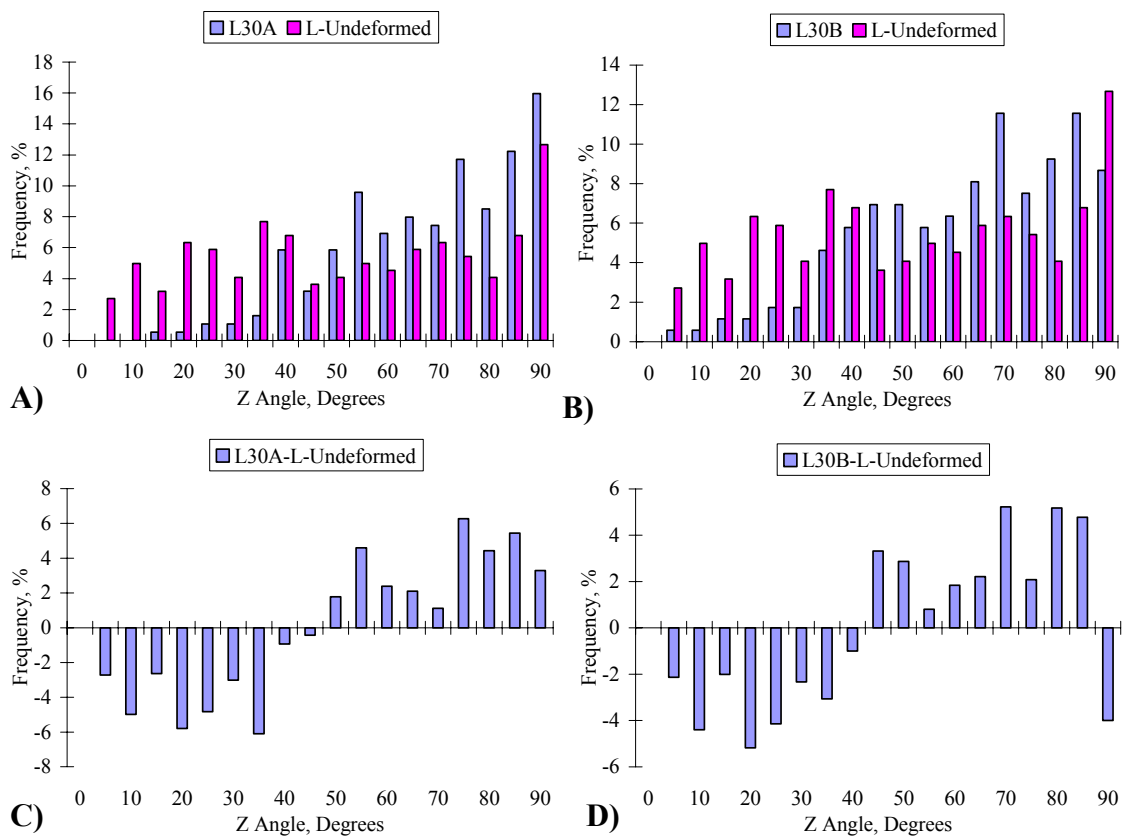 L30A L-Undeformed
18
16
14
12
10
8
6
4
2
0
Frequency, %
0 10 20 30 40 50 60 70 80 90
Z Angle, Degrees
A)
L30B L-Undeformed
14
12
10
8
6
4
2
0
Frequency, %
0 10 20 30 40 50 60 70 80 90
Z Angle, Degrees
B)
L30A-L-Undeformed
8
6
4
2
0
-2
-4
-6
-8
Frequency, %
0 10 20 30 40 50 60 70 80 90
Z Angle, Degrees
C)
L30B-L-Undeformed
6
4
2
0
-2
-4
-6
Frequency, %
0 10 20 30 40 50 60 70 80 90
Z Angle, Degrees
D)